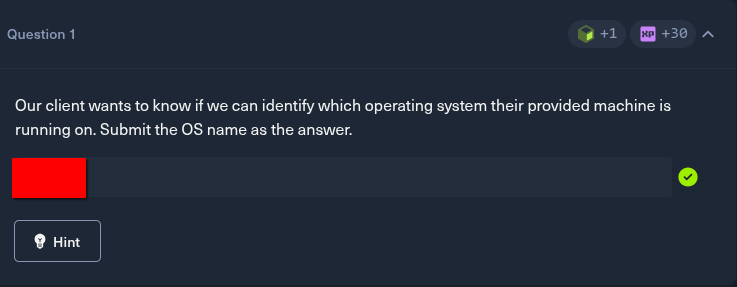 Question 1
+1
XP +30
Our client wants to know if we can identify which operating system their provided machine is
running on. Submit the OS name as the answer.
Hint